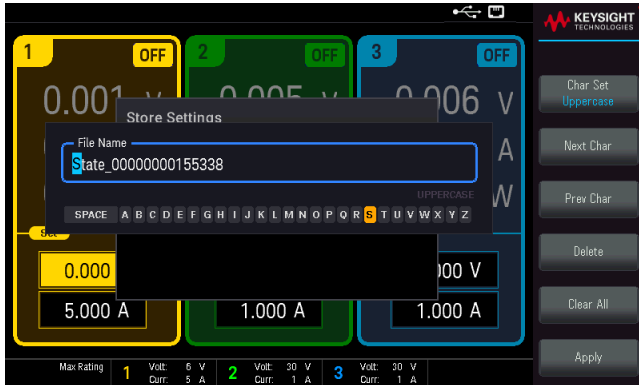 KEYSIGHT
TECHNOLOGIES
1 OFF 2 OFF 3 OFF
0.001 V 0.005 V 0.006 V
Store Settings
File Name
State_00000000155338
A
W
UPPERCASE
SPACE A B C D E F G H I J K L M N O P Q R S T U V W X Y Z
Set
0.000 000 V
5.000 A 1.000 A 1.000 A
Max Rating 1 Volt: 6 V 2 Volt: 30 V 3 Volt: 30 V
Curr: 5 A Curr: 1 A Curr: 1 A
Char Set
Uppercase
Next Char
Prev Char
Delete
Clear All
Apply